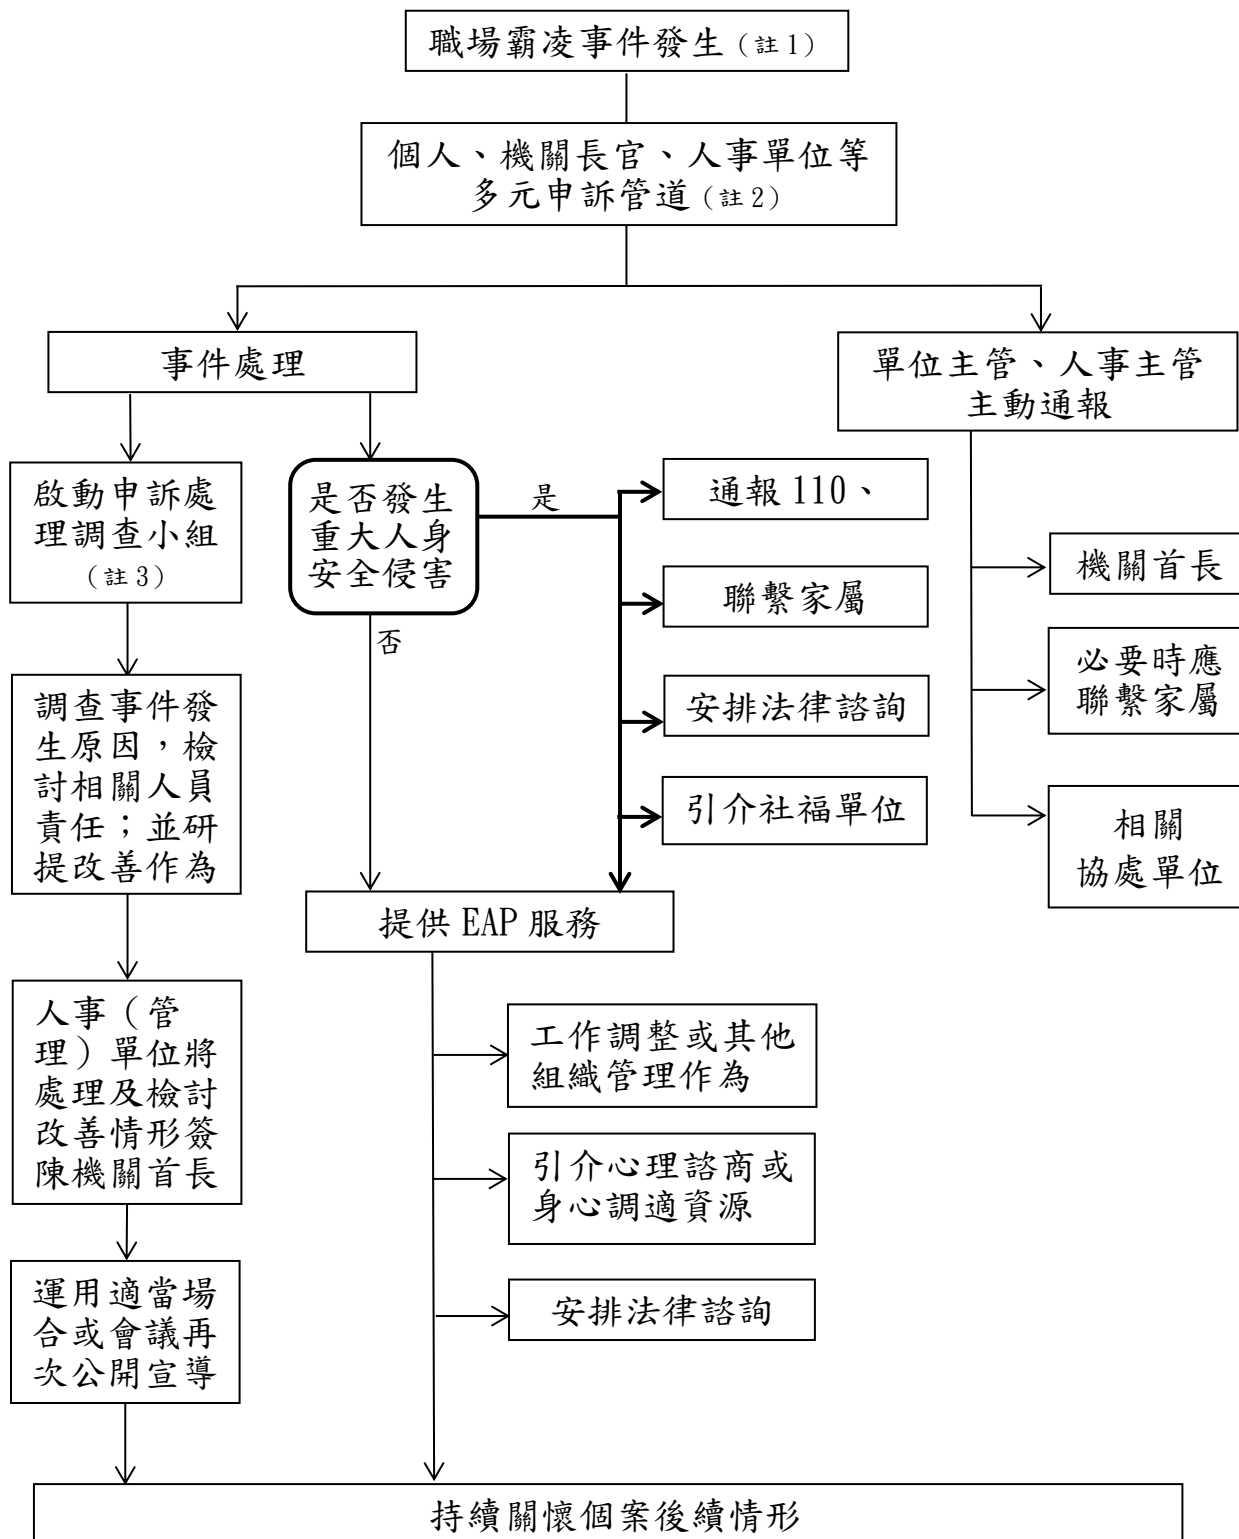 職場霸凌事件發生（註1）
個人、機關長官、人事單位等
多元申訴管道（註2）
事件處理
單位主管、人事主管
主動通報
啟動申訴處
理調查小組
（註3）
是否發生
重大人身
安全侵害
是
否
通報 110、
聯繫家屬
安排法律諮詢
引介社福單位
機關首長
必要時應
聯繫家屬
相關
協處單位
調查事件發
生原因，檢
討相關人員
責任；並研
提改善作為
提供 EAP 服務
人事（管
理）單位將
處理及檢討
改善情形簽
陳機關首長
工作調整或其他
組織管理作為
引介心理諮商或
身心調適資源
安排法律諮詢
運用適當場
合或會議再
次公開宣導
持續關懷個案後續情形